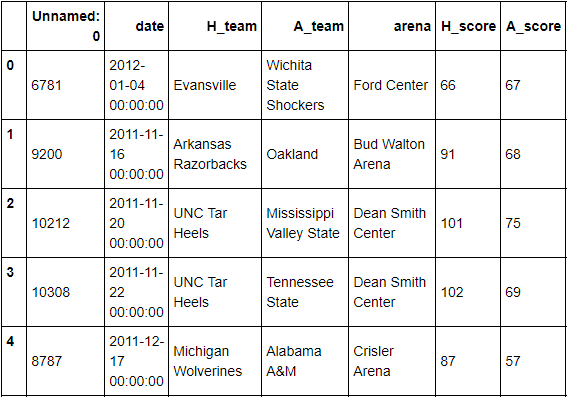 Unnamed: 0 date H_team A_team arena H_score A_score
0 6781 2012-01-04 00:00:00 Evansville Wichita State Shockers Ford Center 66 67
1 9200 2011-11-16 00:00:00 Arkansas Razorbacks Oakland Bud Walton Arena 91 68
2 10212 2011-11-20 00:00:00 UNC Tar Heels Mississippi Valley State Dean Smith Center 101 75
3 10308 2011-11-22 00:00:00 UNC Tar Heels Tennessee State Dean Smith Center 102 69
4 8787 2011-12-17 00:00:00 Michigan Wolverines Alabama A&M Crisler Arena 87 57